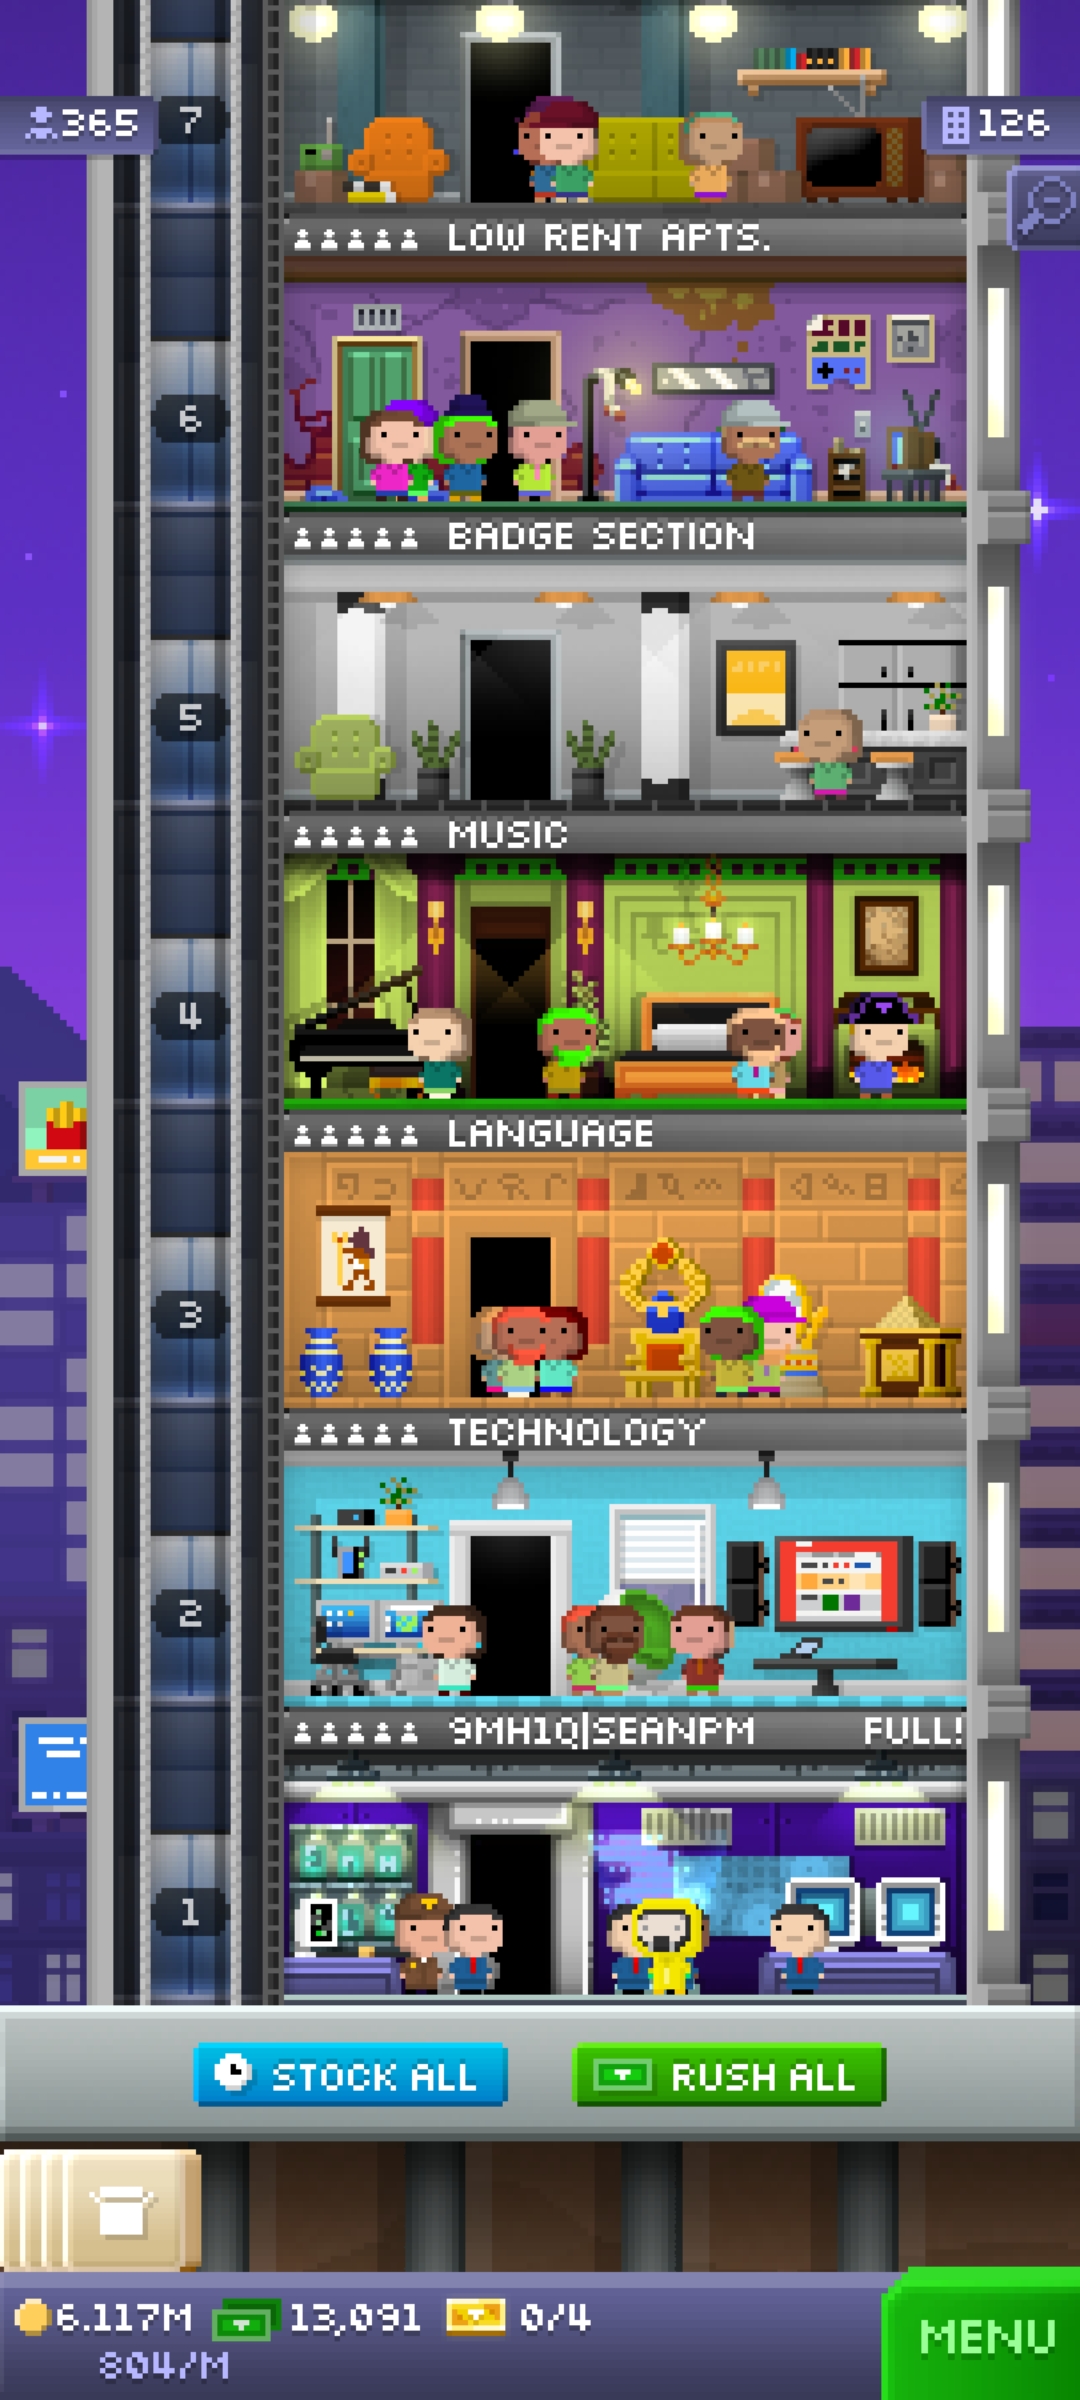 365
7
126
LOW RENT APTS.
6
BADGE SECTION
5
MUSIC
4
LANGUAGE
3
TECHNOLOGY
2
9MH1Q|SEANPM FULL!
1
STOCK ALL
RUSH ALL
6.117M 13,091 0/4
804/M
MENU